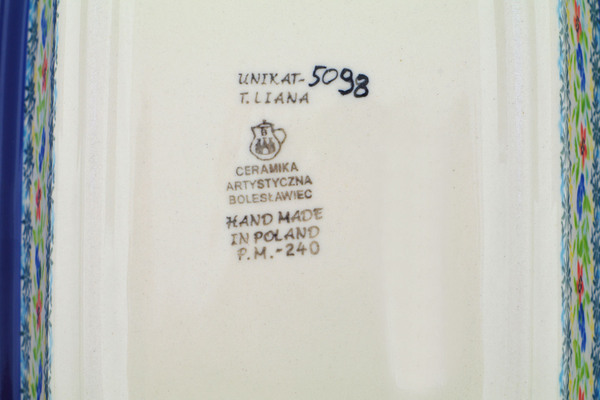 UNIKAT-5098
T.LIANA
CERAMIKA
ARTYSTYCZNA
BOLESŁAWIEC
HAND MADE
IN POLAND
P.M.-240